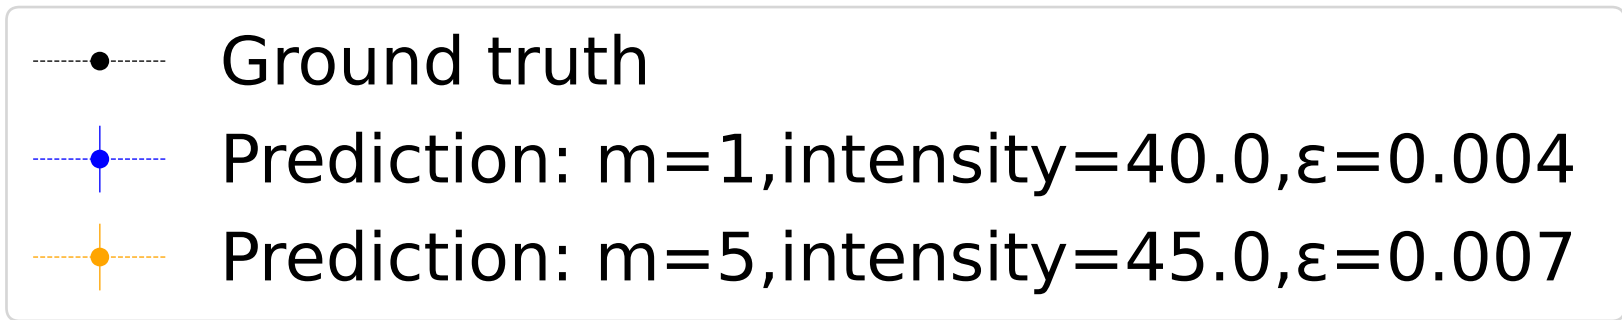 Ground truth
Prediction: m=1,intensity=40.0,ε=0.004
Prediction: m=5,intensity=45.0,ε=0.007